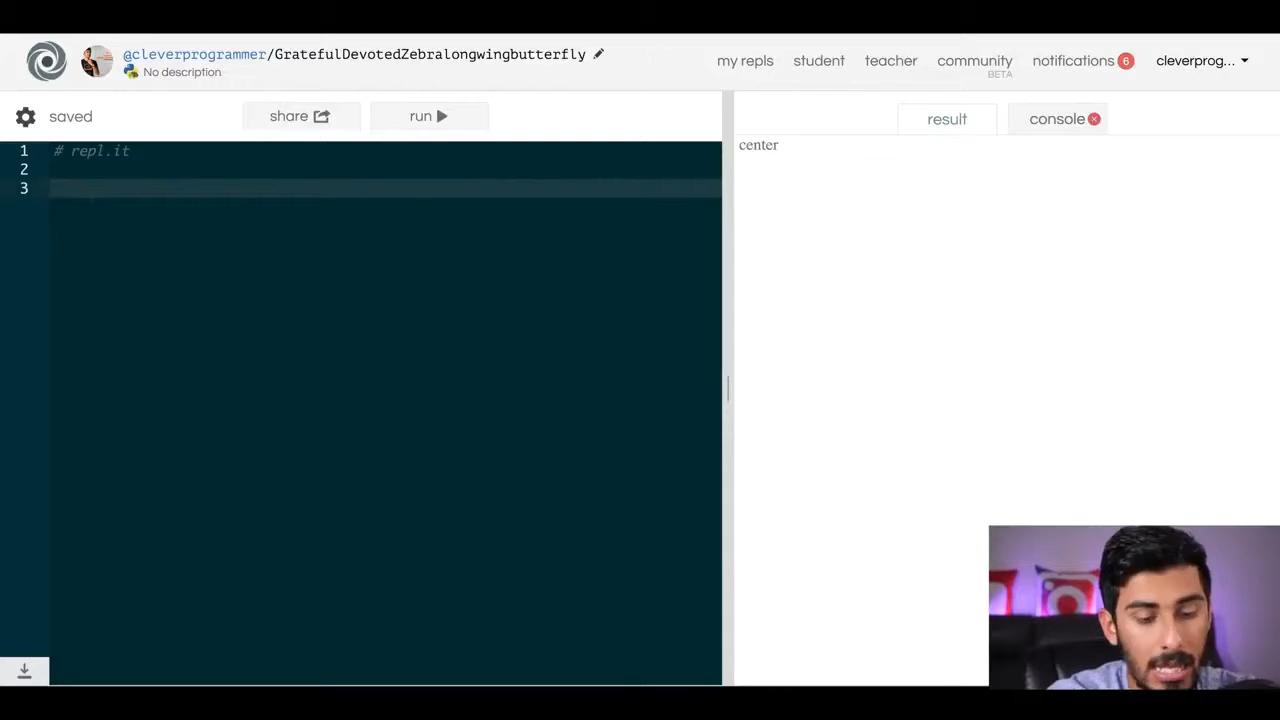 @cleverprogrammer/GratefulDevotedZebralongwingbutterfly
No description
my repls
student
teacher
community
BETA
notifications 6
cleverprog...
saved
share
run
result
console
1 # repl.it
2
3
center